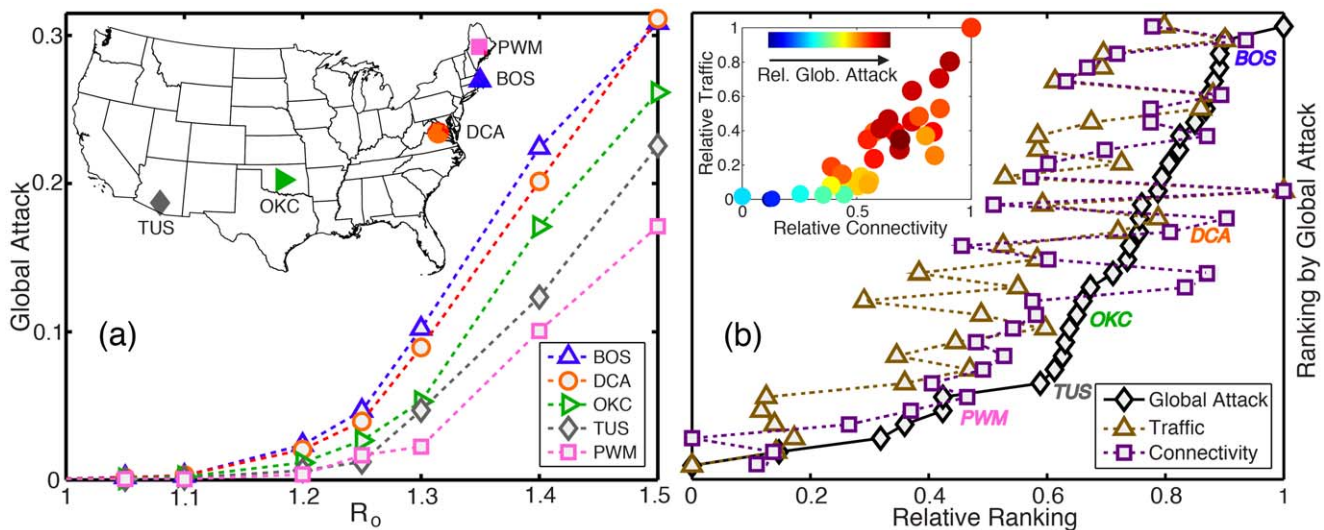 0.3
0.2
0.1
0
Global Attack
1
1.1
1.2
1.3
1.4
1.5
R₀
(a)
PWM
BOS
DCA
OKC
TUS
BOS
DCA
OKC
TUS
PWM
1
0.8
0.6
0.4
0.2
0
Relative Traffic
Rel. Glob. Attack
0
0.5
1
Relative Connectivity
BOS
DCA
OKC
TUS
PWM
(b)
Global Attack
Traffic
Connectivity
0
0.2
0.4
0.6
0.8
1
Relative Ranking
Ranking by Global Attack